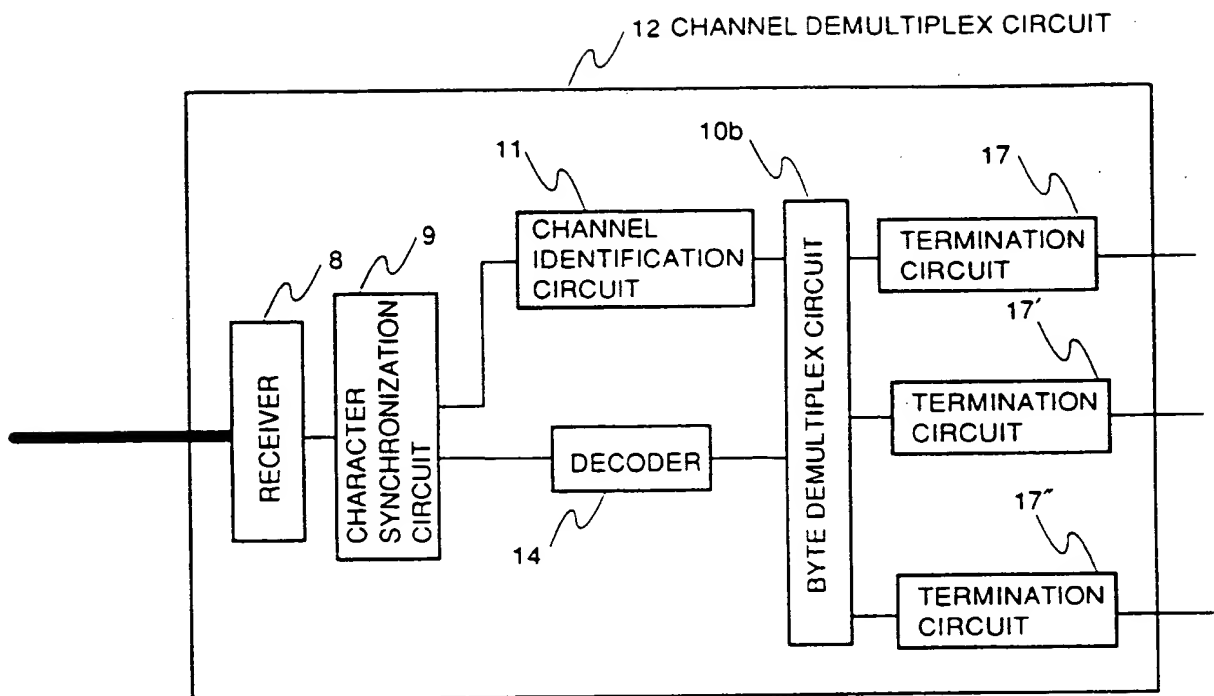 12 CHANNEL DEMULTIPLEX CIRCUIT
10b
11
17
CHANNEL
IDENTIFICATION
CIRCUIT
TERMINATION
CIRCUIT
8
9
RECEIVER
CHARACTER
SYNCHRONIZATION
CIRCUIT
BYTE DEMULTIPLEX CIRCUIT
17′
TERMINATION
CIRCUIT
DECODER
14
17″
TERMINATION
CIRCUIT